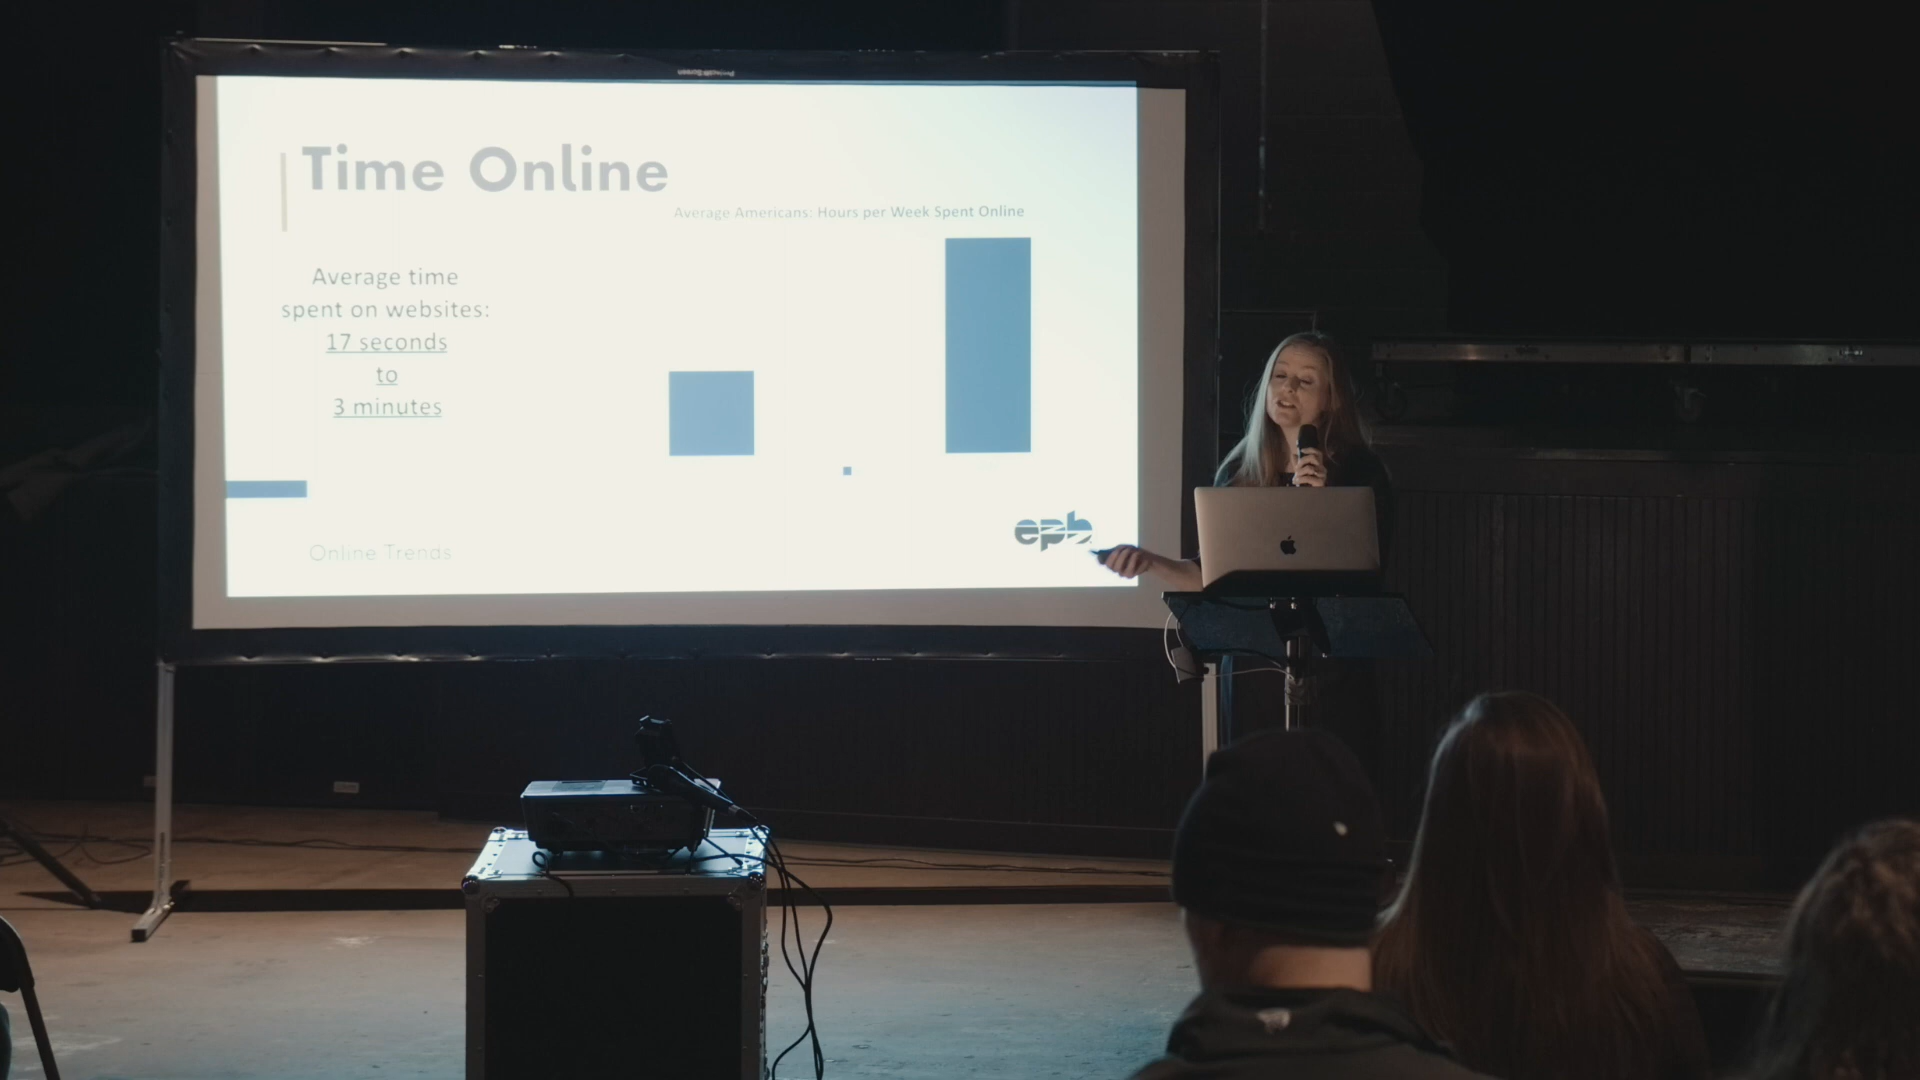 Time Online
Average Americans: Hours per Week Spent Online
Average time
spent on websites:
17 seconds
to
3 minutes
epb
Online Trends